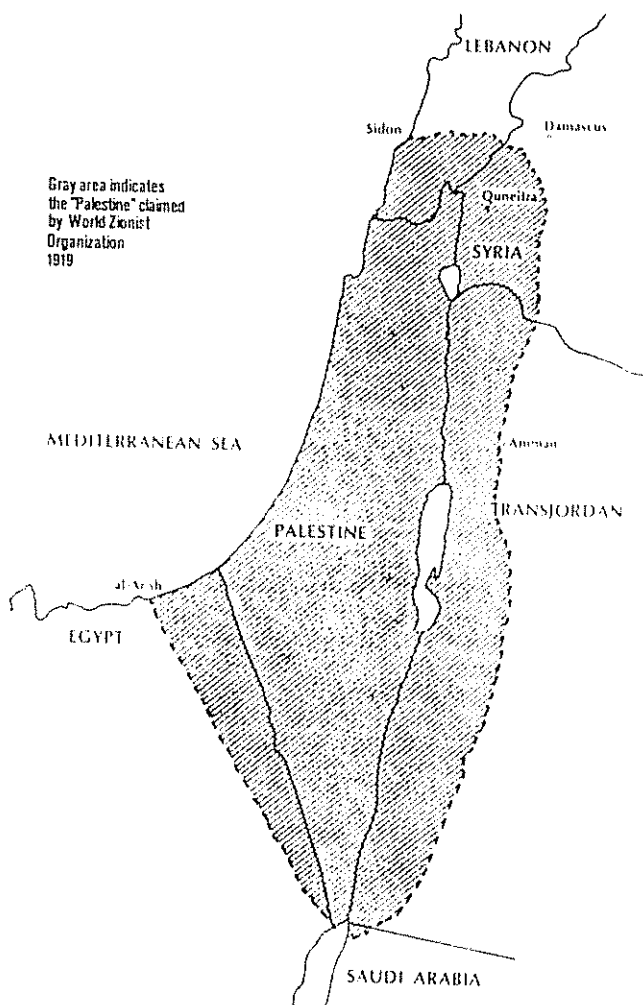 LEBANON
Sidon
Damascus
Gray area indicates
the "Palestine" claimed
by World Zionist
Organization
1919
Quneitra
SYRIA
MEDITERRANEAN SEA
Amman
TRANSJORDAN
PALESTINE
al-Arish
EGYPT
SAUDI ARABIA